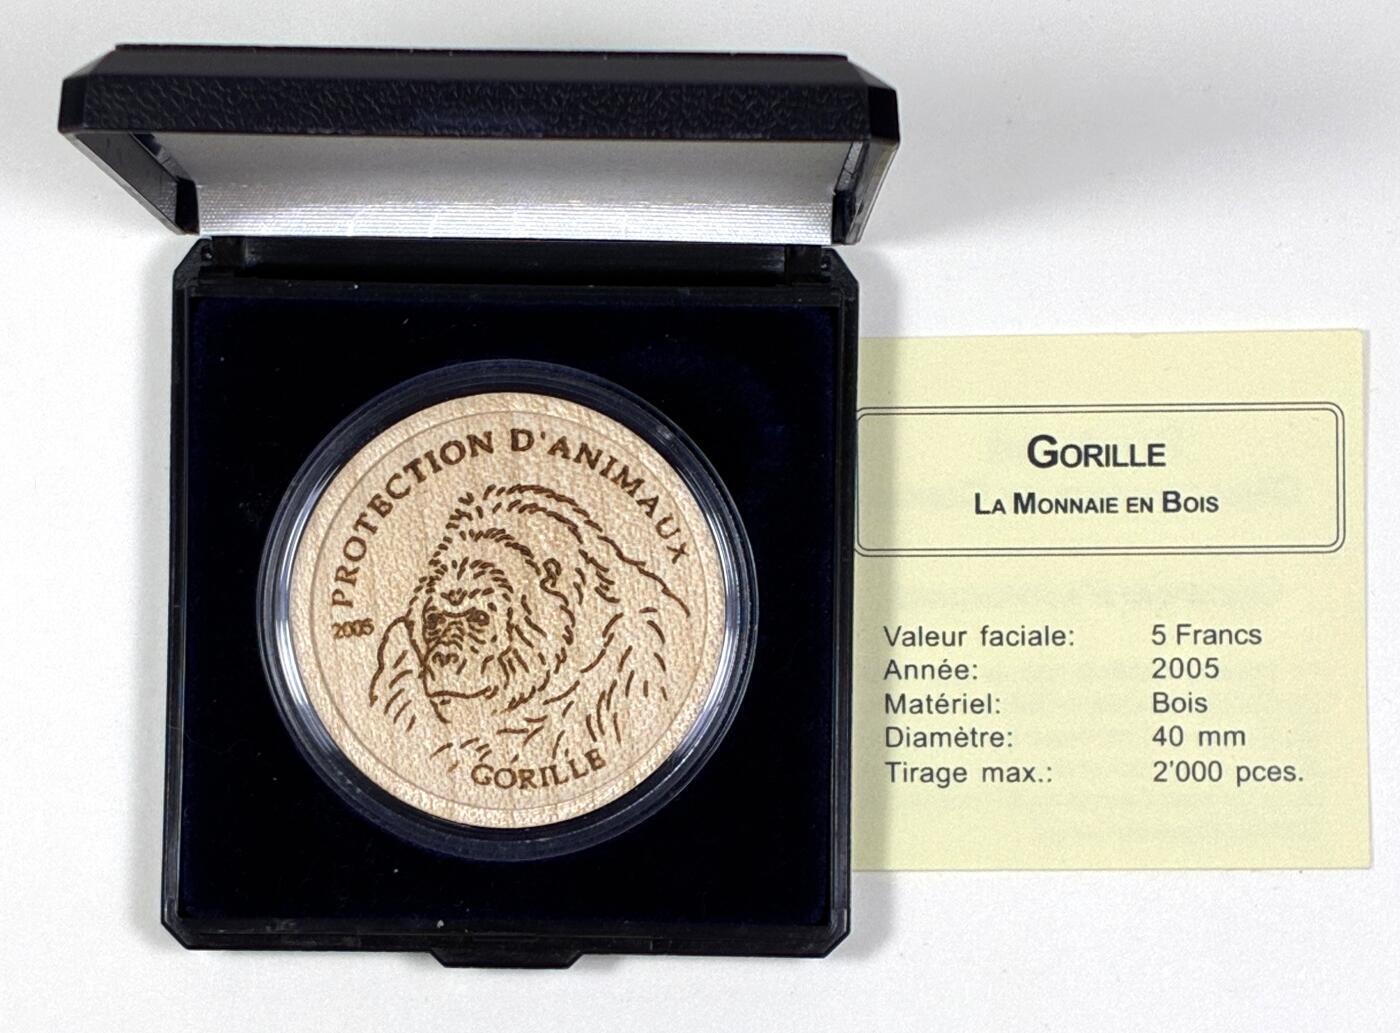 PROTECTION D'ANIMAUX
2005
GORILLE
GORILLE
LA MONNAIE EN BOIS
Valeur faciale: 5 Francs
Année: 2005
Matériel: Bois
Diamètre: 40 mm
Tirage max.: 2'000 pces.